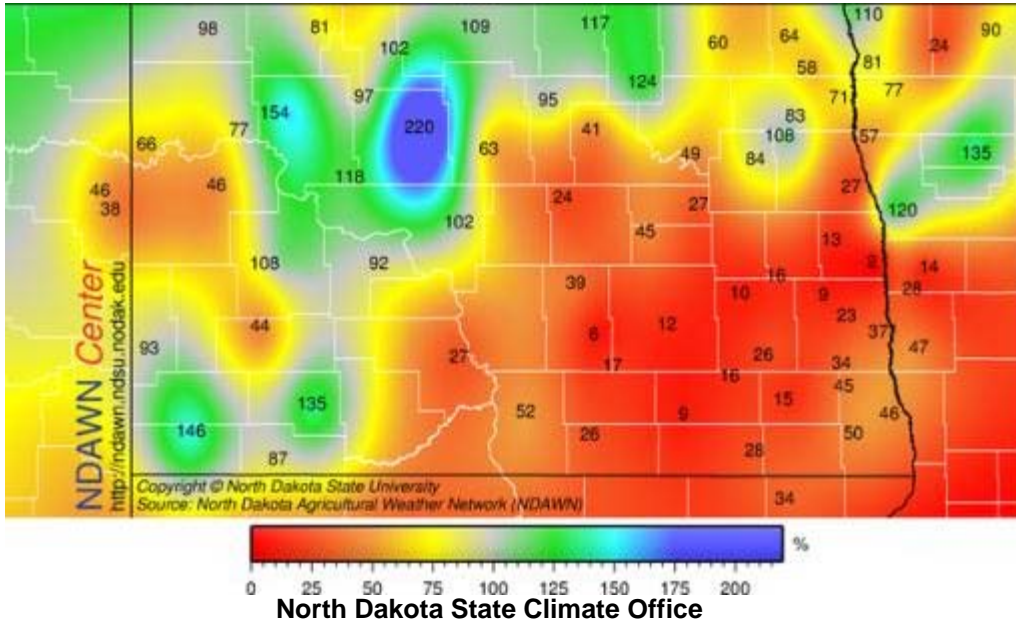 110
98 81 109 117 90
102 60 64 24
58 81
97 124 71 77
95
154 83
77 220 41 108 57
66 63 49 84 135
118
46 46 24 27
38 27 120
102 45 13
108 92 2 14
39 16 28
10 9
44 6 12 23 37
93 27 26 47
17 16 34
45
135 15
52 9 46
146 26 50
87 28
34
NDAWN Center
http://ndawn.ndsu.nodak.edu
Copyright © North Dakota State University
Source: North Dakota Agricultural Weather Network (NDAWN)
%
0 25 50 75 100 125 150 175 200
North Dakota State Climate Office